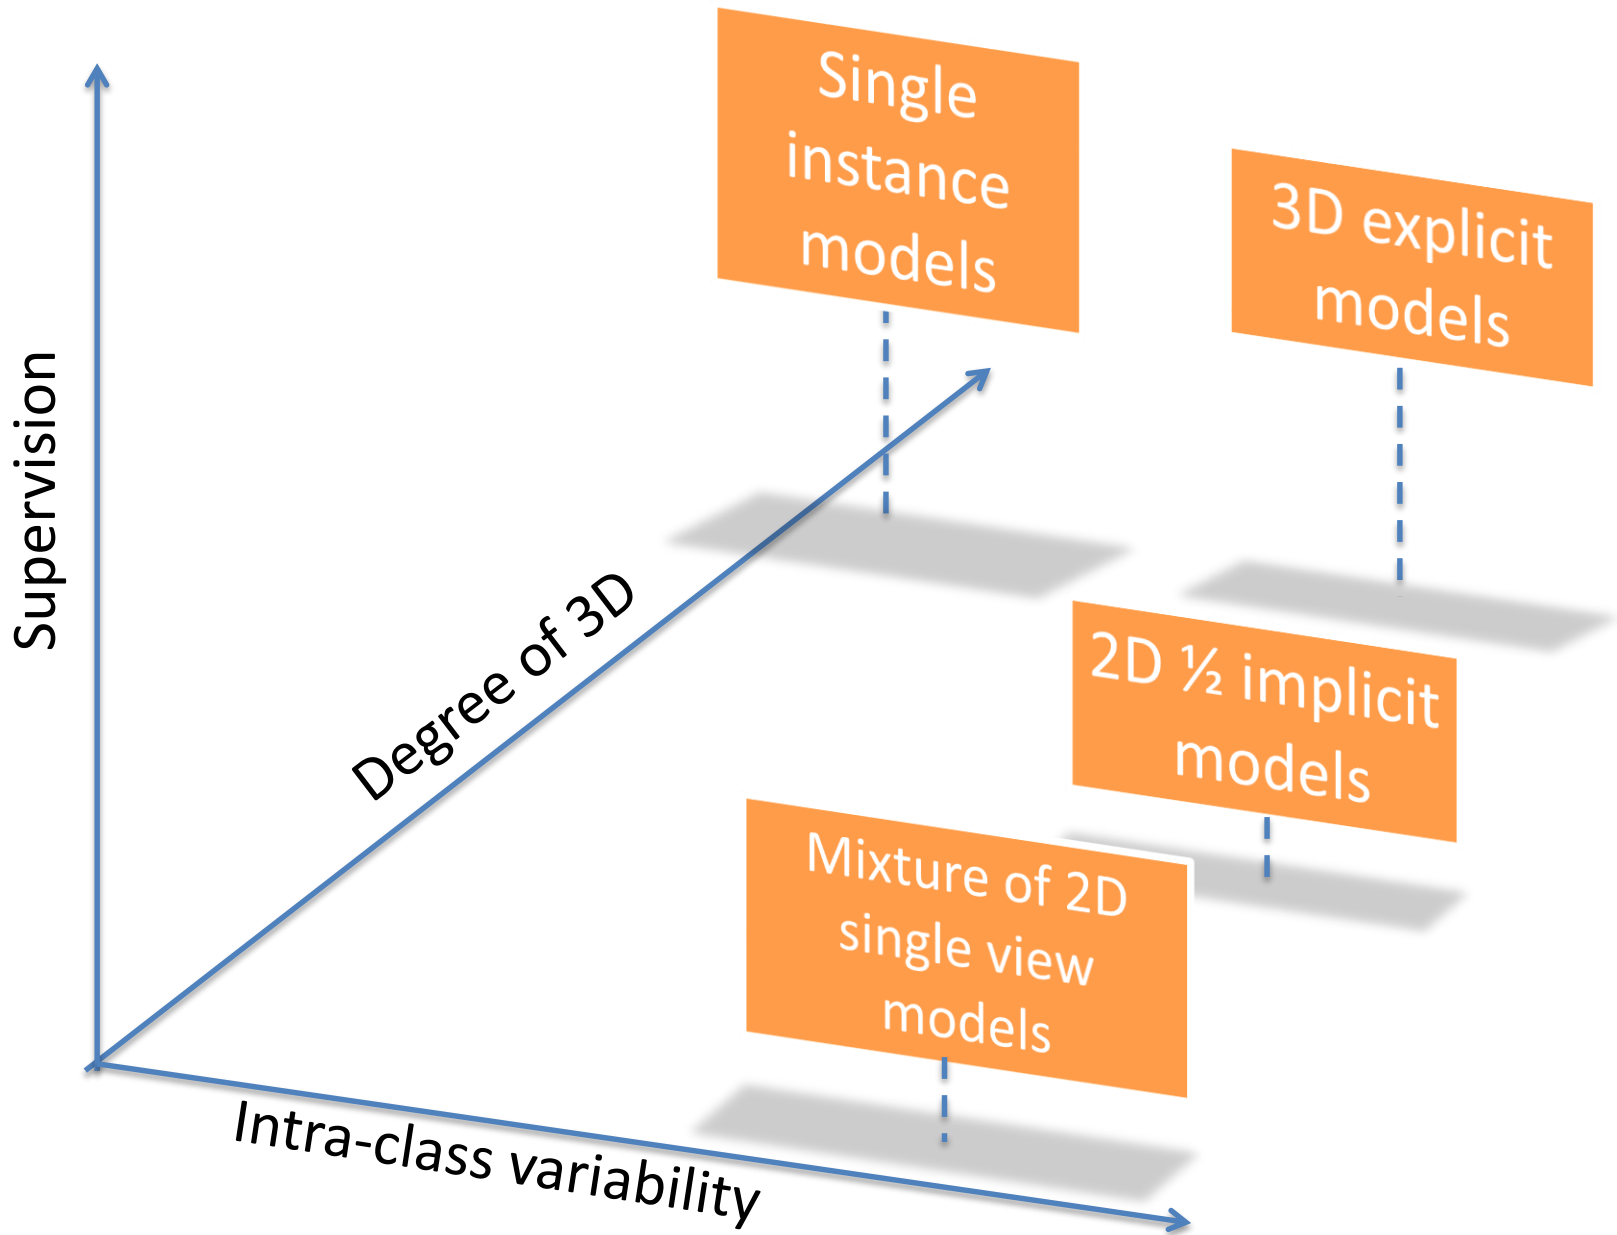 Single
instance
models
3D explicit
models
Supervision
Degree of 3D
2D ½ implicit
models
Mixture of 2D
single view
models
Intra-class variability